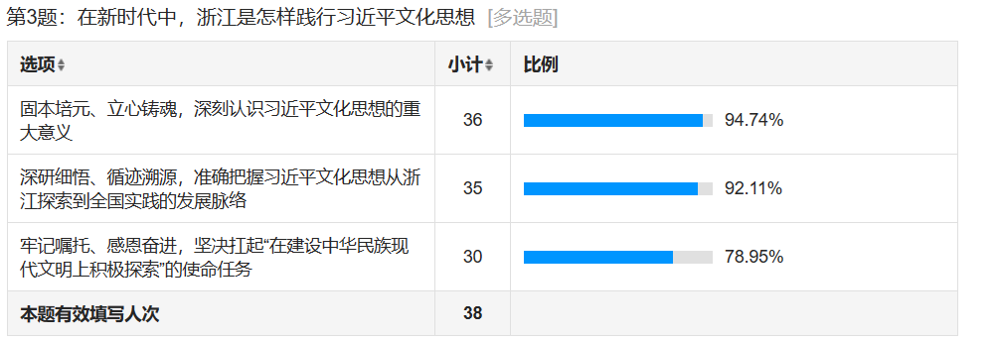 第3题：在新时代中，浙江是怎样践行习近平文化思想 [多选题]
选项 小计 比例
固本培元、立心铸魂，深刻认识习近平文化思想的重
大意义
36 94.74%
深研细悟、循迹溯源，准确把握习近平文化思想从浙
江探索到全国实践的发展脉络
35 92.11%
牢记嘱托、感恩奋进，坚决扛起“在建设中华民族现
代文明上积极探索”的使命任务
30 78.95%
本题有效填写人次 38